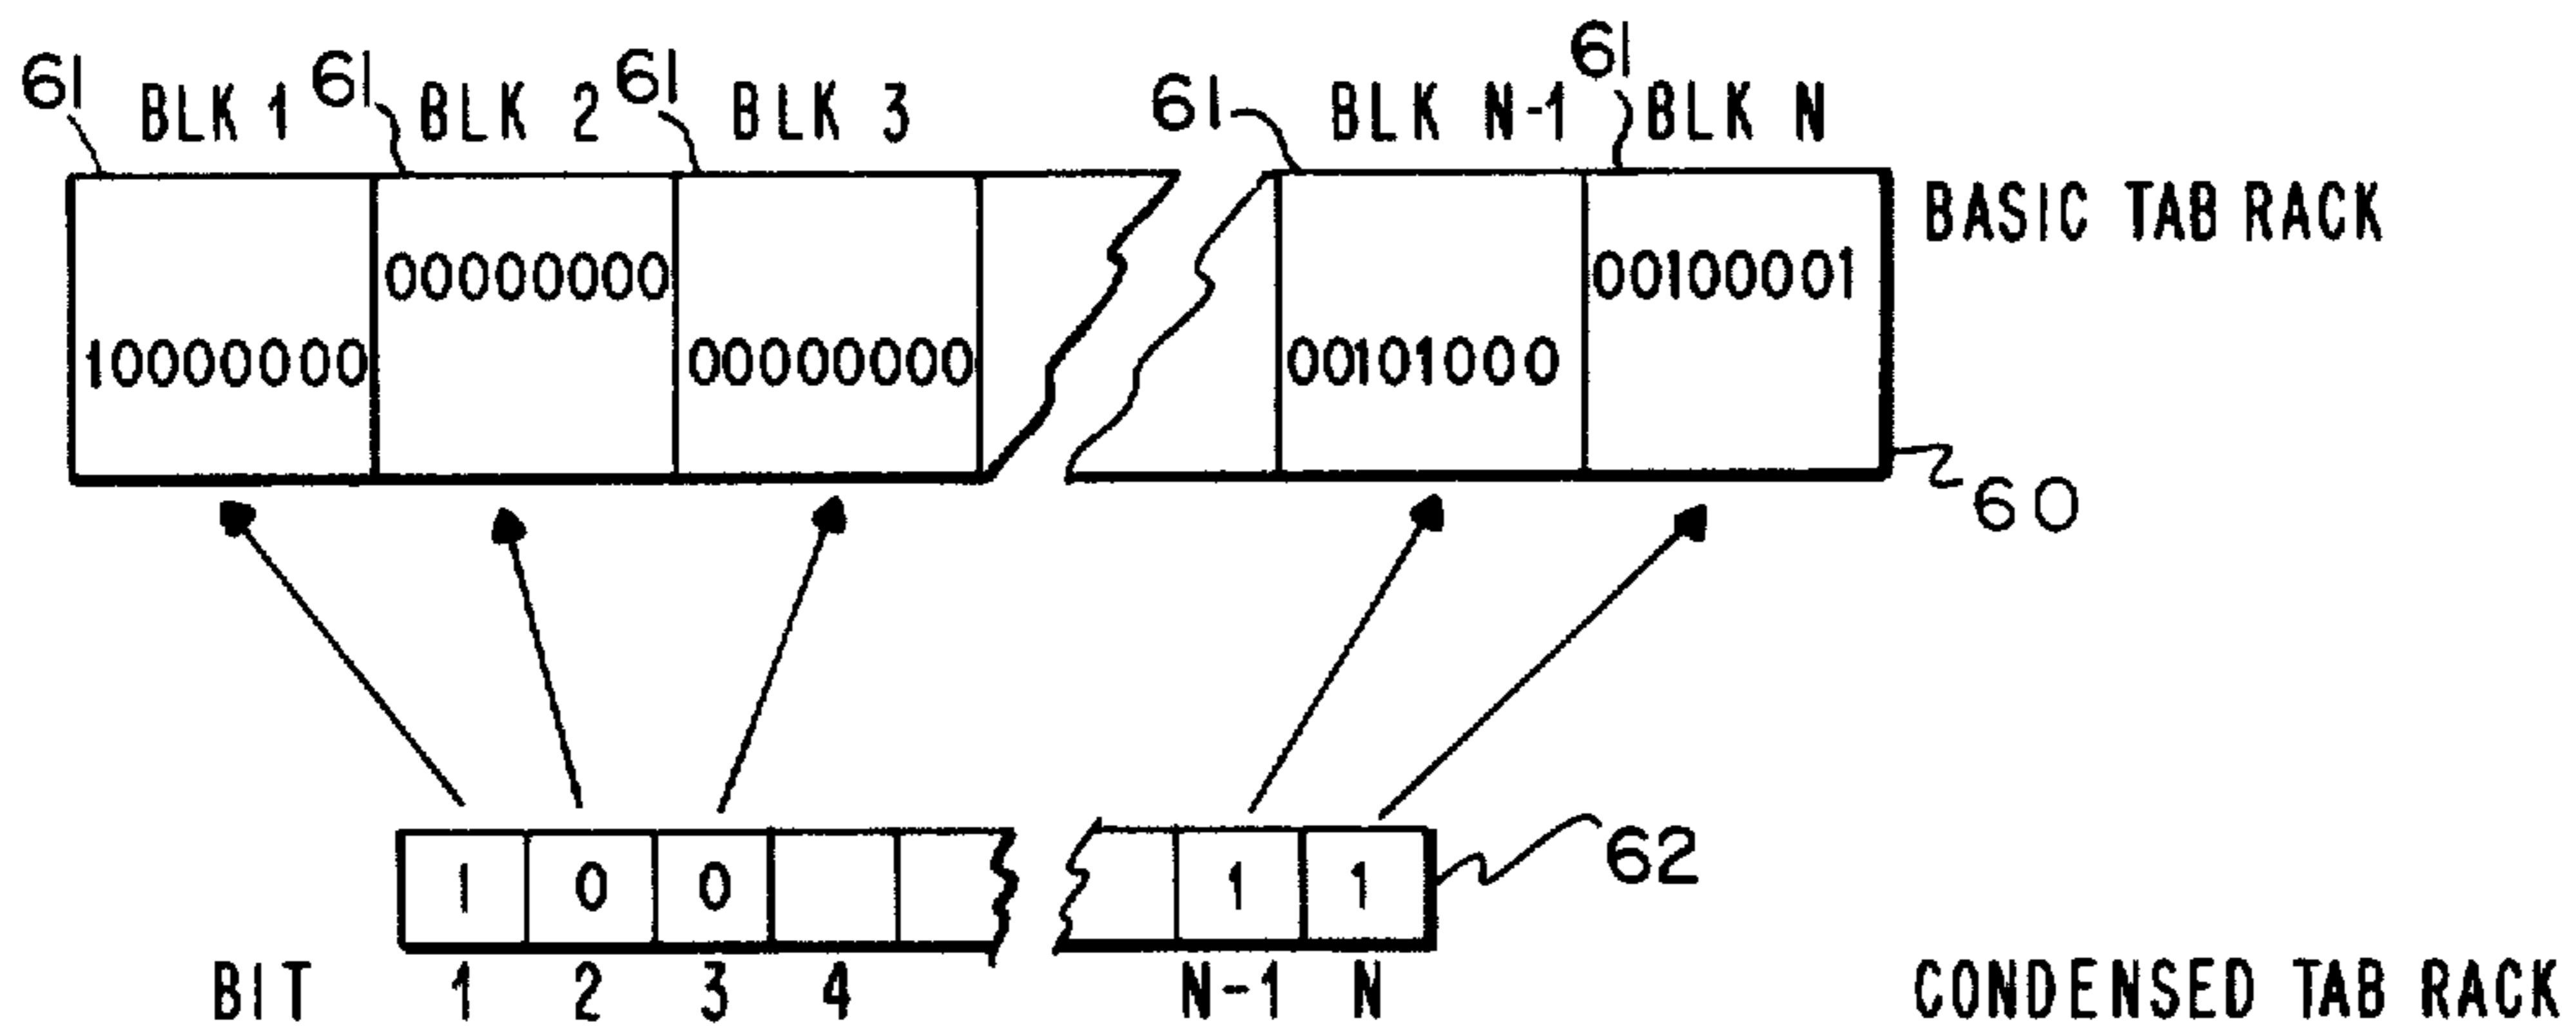 61 BLK 1 61 BLK 2 61 BLK 3 61 BLK N-1 61 BLK N
BASIC TAB RACK
00000000 00100001
10000000 00000000 00101000
60
1 0 0 1 1 62
BIT 1 2 3 4 N-1 N CONDENSED TAB RACK